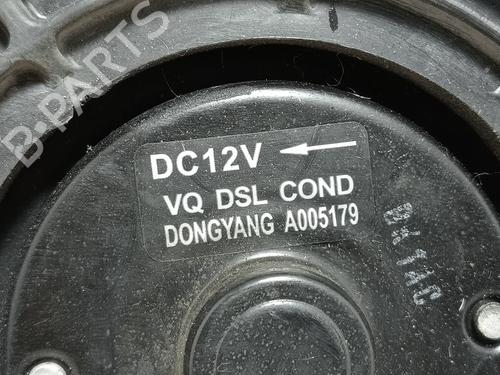 B-PARTS
DC12V
VQ DSL COND
DONGYANG A005179